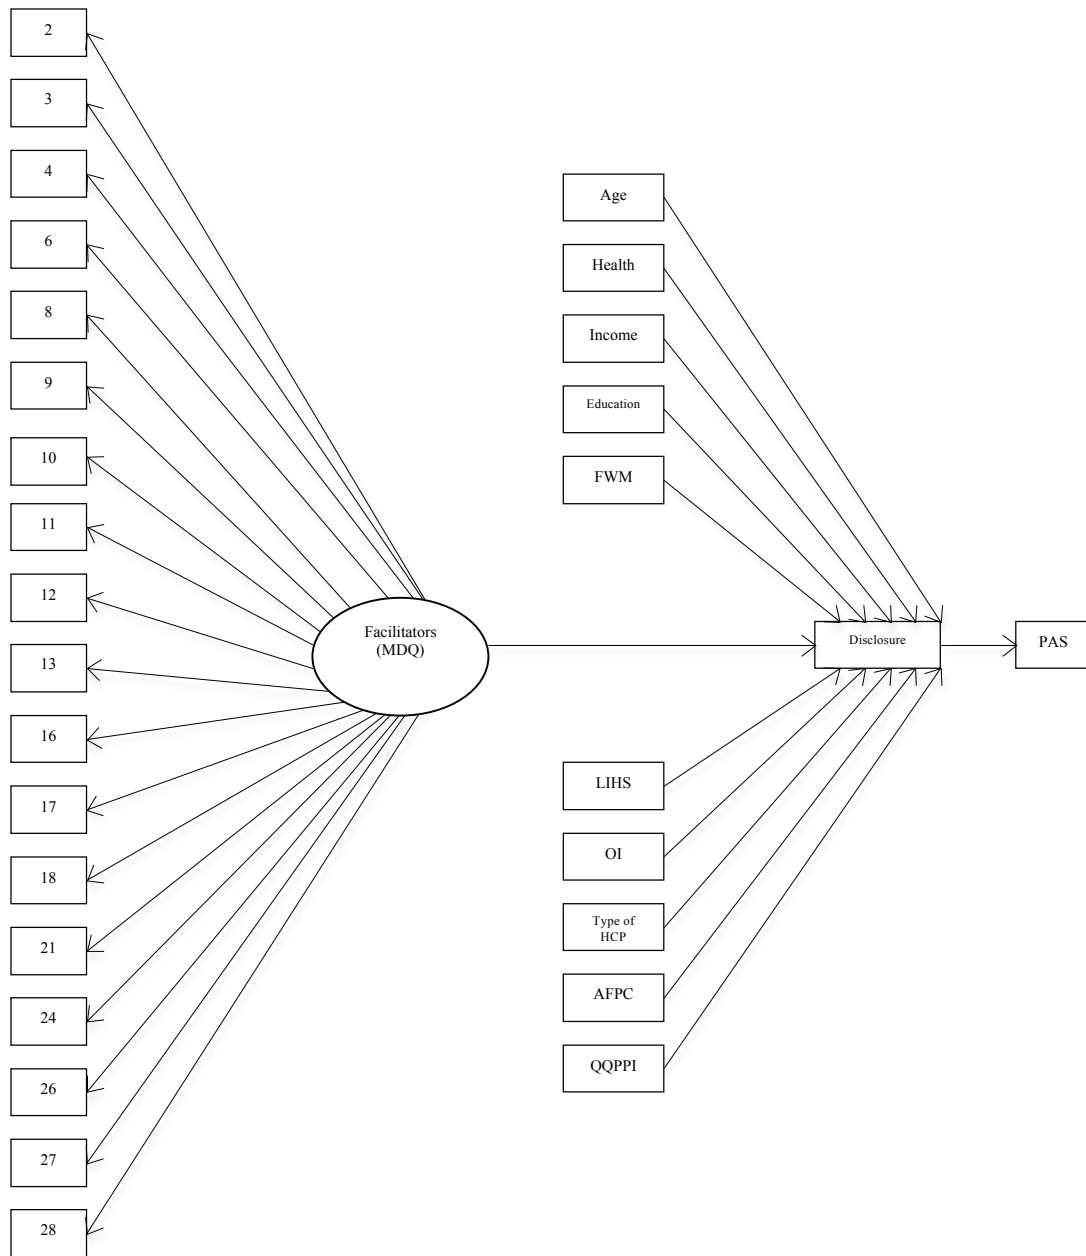 2
3
4
6
8
9
10
11
12
13
16
17
18
21
24
26
27
28
Facilitators
(MDQ)
Age
Health
Income
Education
FWM
Disclosure
PAS
LIHS
OI
Type of
HCP
AFPC
QQPPI